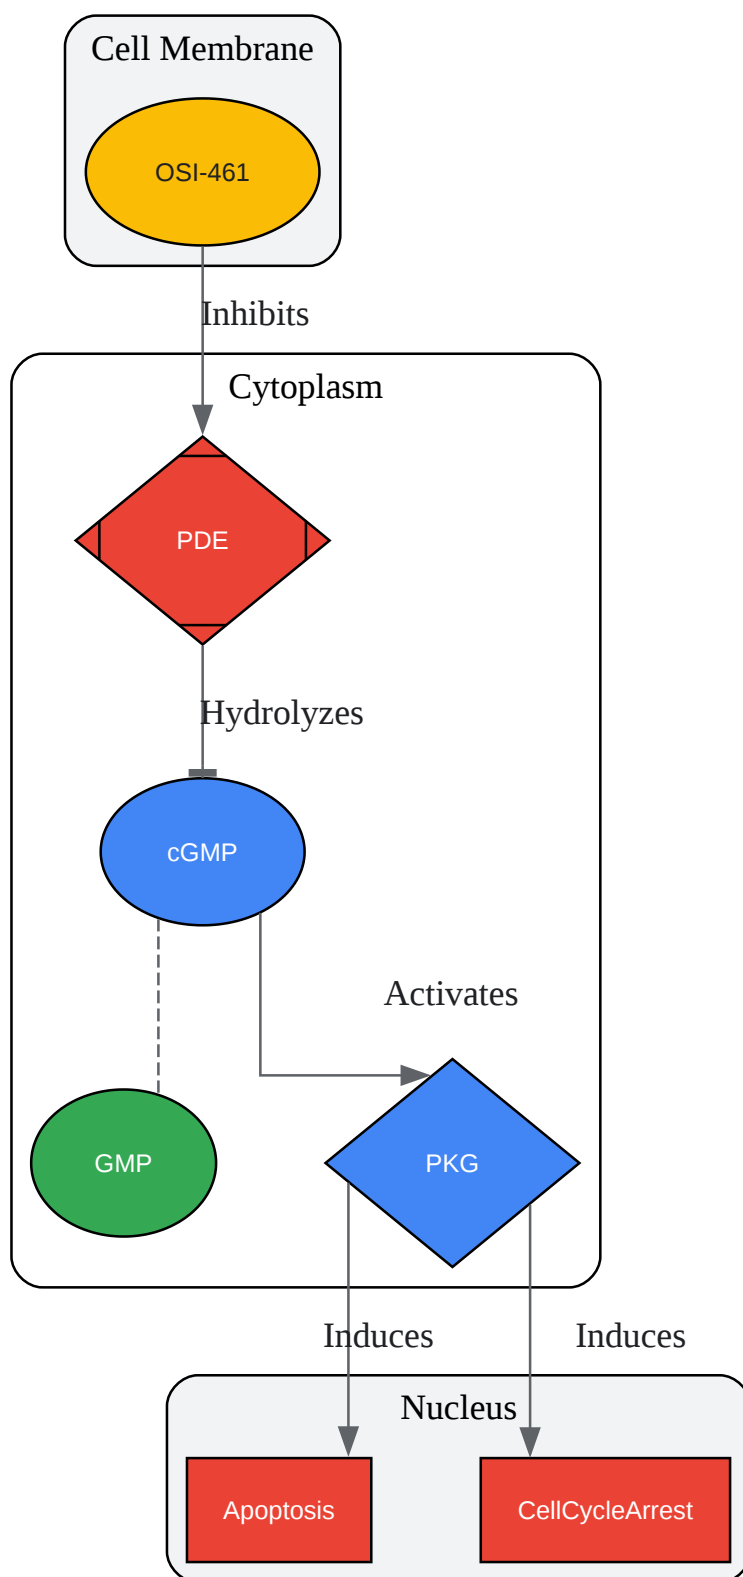 Cell Membrane
OSI-461
Inhibits
Cytoplasm
PDE
Hydrolyzes
cGMP
Activates
GMP
PKG
Induces
Induces
Nucleus
Apoptosis
CellCycleArrest